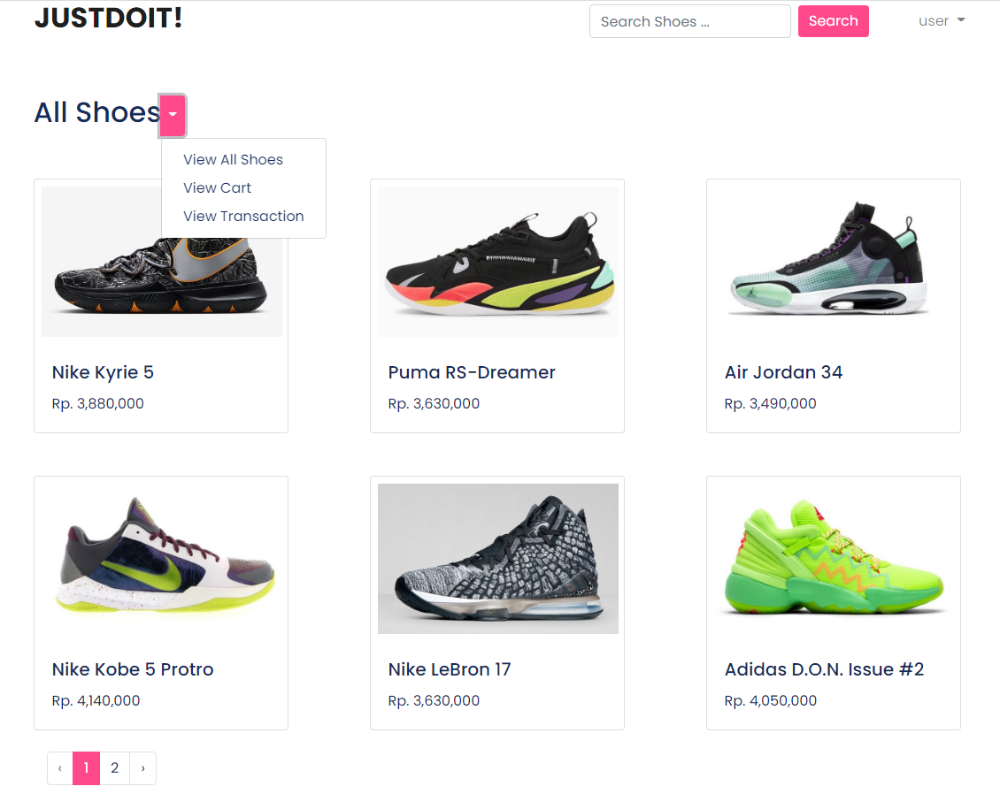 JUSTDOIT!
Search Shoes ...
Search
user
All Shoes
View All Shoes
View Cart
View Transaction
Nike Kyrie 5
Rp. 3,880,000
Puma RS-Dreamer
Rp. 3,630,000
Air Jordan 34
Rp. 3,490,000
Nike Kobe 5 Protro
Rp. 4,140,000
Nike LeBron 17
Rp. 3,630,000
Adidas D.O.N. Issue #2
Rp. 4,050,000
‹ 1 2 ›